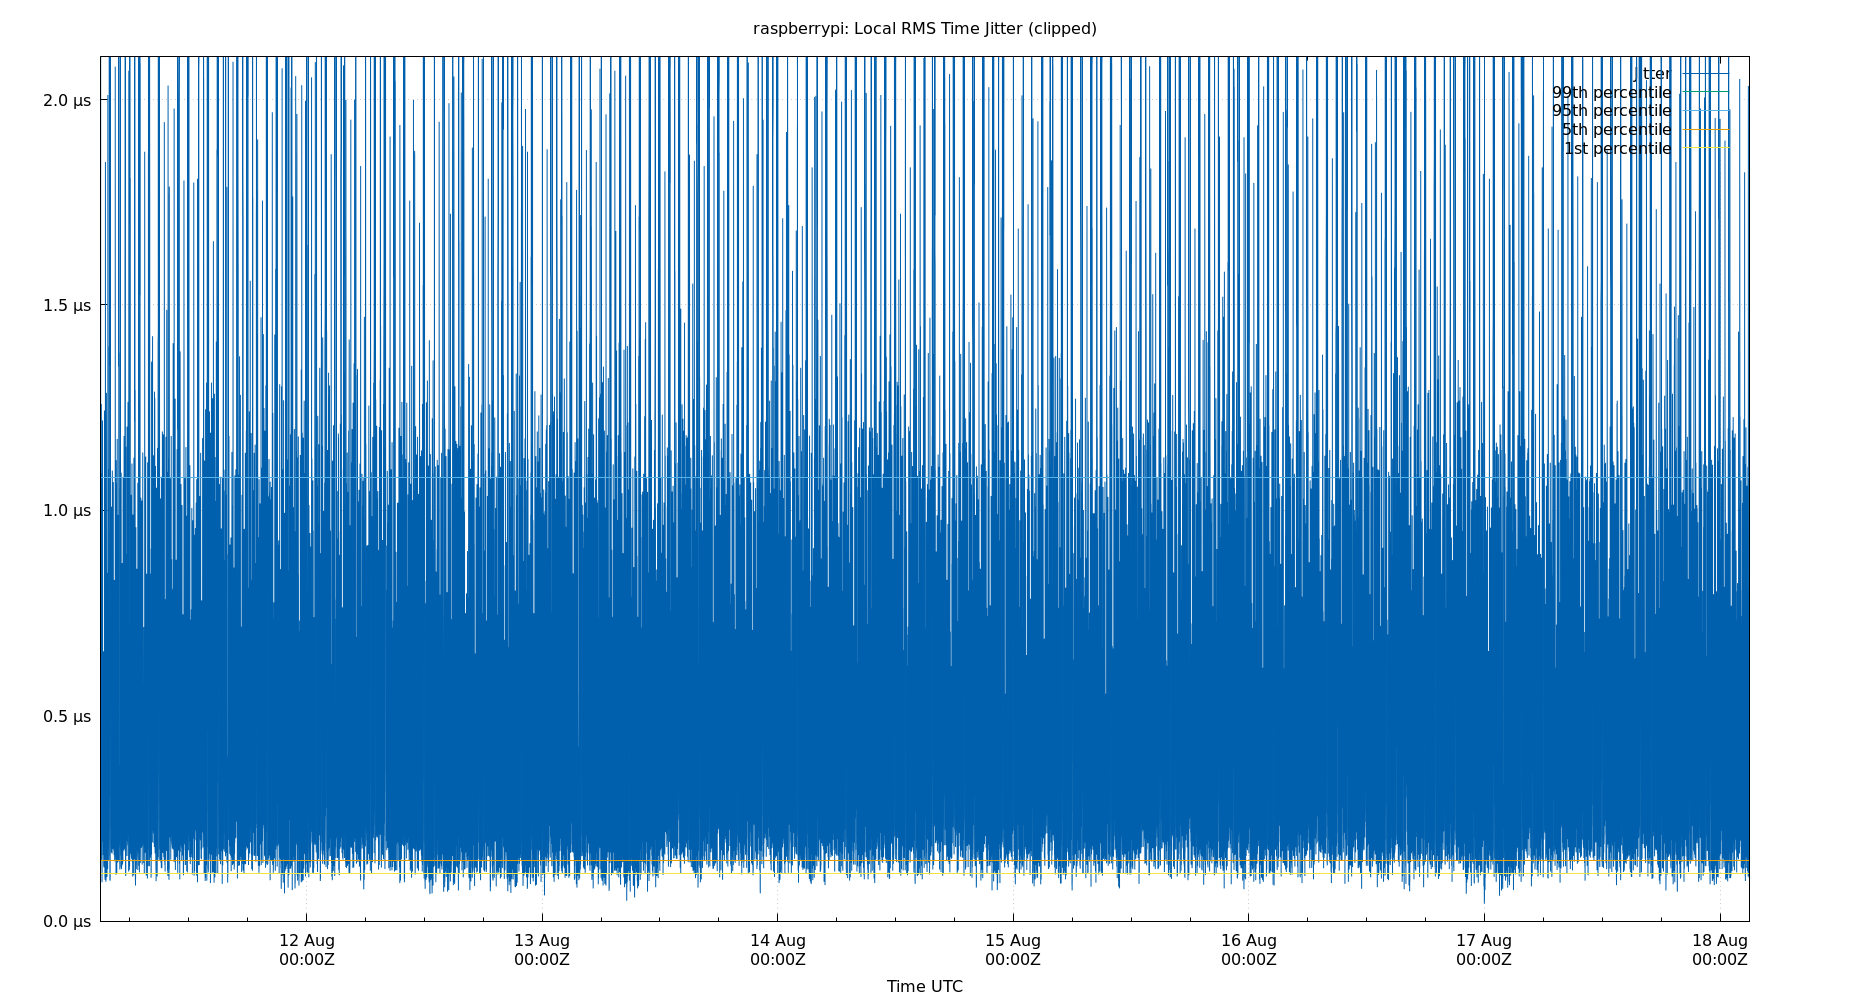 raspberrypi: Local RMS Time Jitter (clipped)
jitter
99th percentile
95th percentile
5th percentile
1st percentile
2.0 µs
1.5 µs
1.0 µs
0.5 µs
0.0 µs
12 Aug
00:00Z
13 Aug
00:00Z
14 Aug
00:00Z
15 Aug
00:00Z
16 Aug
00:00Z
17 Aug
00:00Z
18 Aug
00:00Z
Time UTC